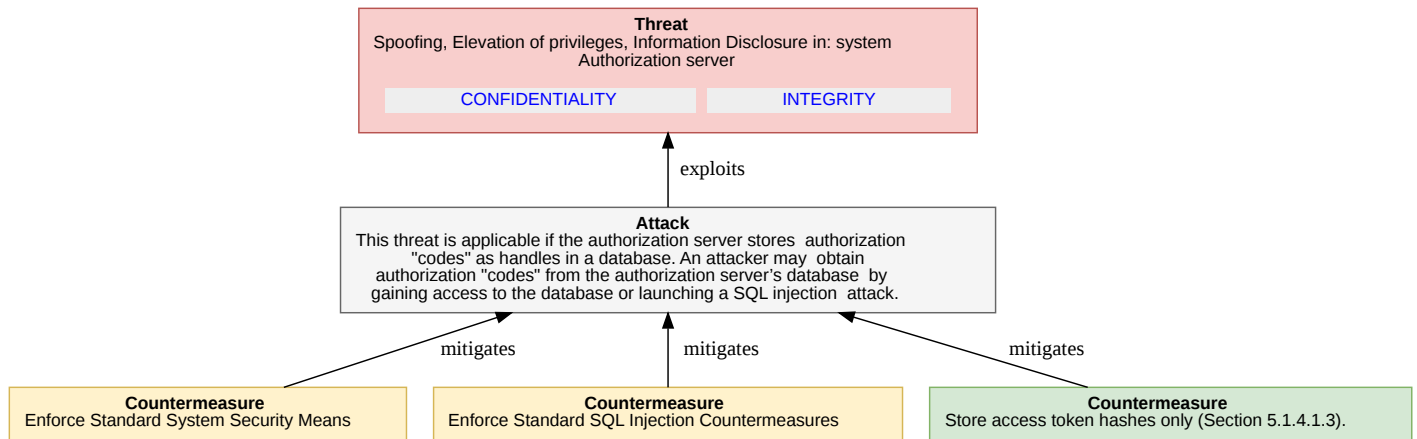 Threat
Spoofing, Elevation of privileges, Information Disclosure in: system
Authorization server
CONFIDENTIALITY
INTEGRITY
exploits
Attack
This threat is applicable if the authorization server stores  authorization
"codes" as handles in a database. An attacker may  obtain
authorization "codes" from the authorization server’s database  by
gaining access to the database or launching a SQL injection  attack.
mitigates
mitigates
mitigates
Countermeasure
Enforce Standard System Security Means
Countermeasure
Enforce Standard SQL Injection Countermeasures
Countermeasure
Store access token hashes only (Section 5.1.4.1.3).